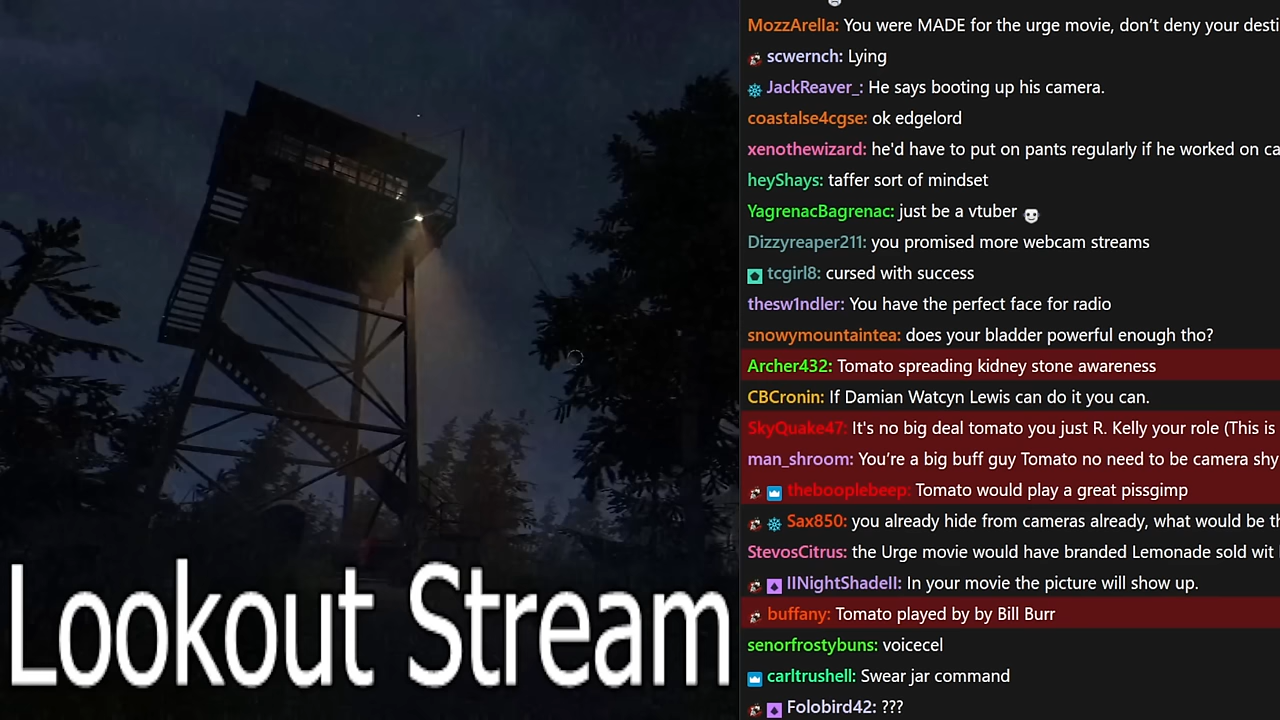 MozzArella: You were MADE for the urge movie, don’t deny your desti
scwernch: Lying
JackReaver_: He says booting up his camera.
coastalse4cgse: ok edgelord
xenothewizard: he'd have to put on pants regularly if he worked on ca
heyShays: taffer sort of mindset
YagrenacBagrenac: just be a vtuber
Dizzyreaper211: you promised more webcam streams
tcgirl8: cursed with success
thesw1ndler: You have the perfect face for radio
snowymountaintea: does your bladder powerful enough tho?
Archer432: Tomato spreading kidney stone awareness
CBCronin: If Damian Watcyn Lewis can do it you can.
SkyQuake47: It's no big deal tomato you just R. Kelly your role (This is
man_shroom: You’re a big buff guy Tomato no need to be camera shy
thebooplebeep: Tomato would play a great pissgimp
Sax850: you already hide from cameras already, what would be th
StevosCitrus: the Urge movie would have branded Lemonade sold wit
IINightShadeII: In your movie the picture will show up.
buffany: Tomato played by by Bill Burr
senorfrostybuns: voicecel
carltrushell: Swear jar command
Folobird42: ???
Lookout Stream